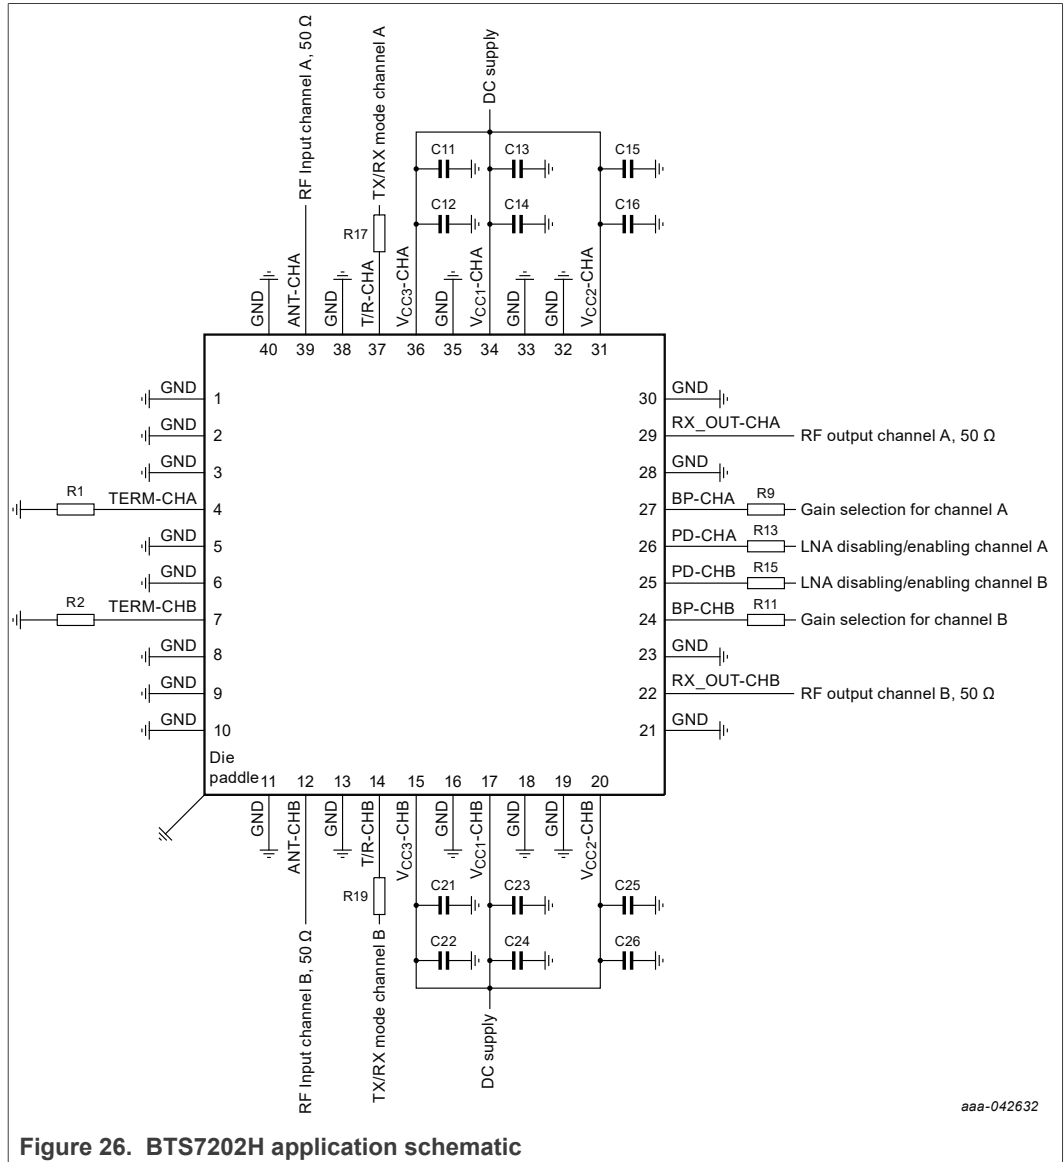 RF Input channel A, 50 Ω
TX/RX mode channel A
DC supply
C11
C13
C15
C12
C14
C16
R17
GND
ANT-CHA
GND
T/R-CHA
VCC3-CHA
GND
VCC1-CHA
GND
GND
VCC2-CHA
40 39 38 37 36 35 34 33 32 31
GND 1
GND 2
GND 3
R1 TERM-CHA 4
GND 5
GND 6
R2 TERM-CHB 7
GND 8
GND 9
GND 10
30 GND
29 RX_OUT-CHA RF output channel A, 50 Ω
28 GND
27 BP-CHA R9 Gain selection for channel A
26 PD-CHA R13 LNA disabling/enabling channel A
25 PD-CHB R15 LNA disabling/enabling channel B
24 BP-CHB R11 Gain selection for channel B
23 GND
22 RX_OUT-CHB RF output channel B, 50 Ω
21 GND
Die
paddle
11 12 13 14 15 16 17 18 19 20
GND
ANT-CHB
GND
T/R-CHB
VCC3-CHB
GND
VCC1-CHB
GND
GND
VCC2-CHB
R19
C21
C23
C25
C22
C24
C26
RF Input channel B, 50 Ω
TX/RX mode channel B
DC supply
aaa-042632
Figure 26. BTS7202H application schematic